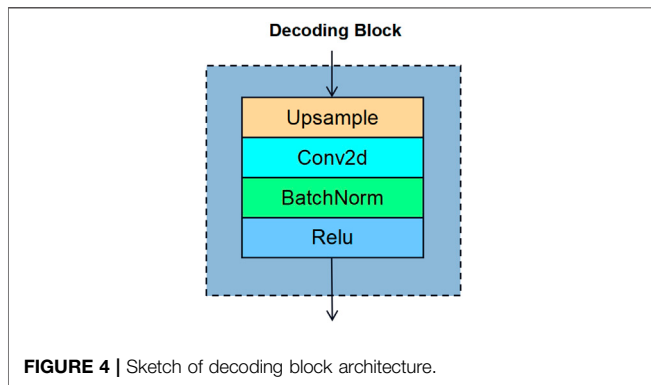 Decoding Block
Upsample
Conv2d
BatchNorm
Relu
FIGURE 4 | Sketch of decoding block architecture.